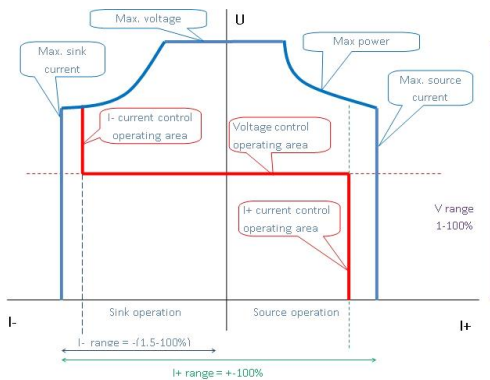 Max. voltage
U
Max power
Max. sink
current
Max. source
current
I- current control
operating area
Voltage control
operating area
I+ current control
operating area
V range
1-100%
Sink operation
Source operation
I-
I+
I- range = -(1.5-100%)
I+ range = +-100%